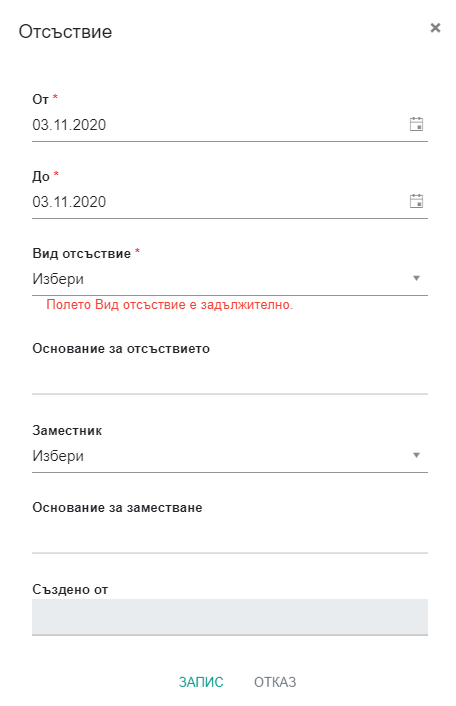 Отсъствие
От *
03.11.2020
До *
03.11.2020
Вид отсъствие *
Избери
Полето Вид отсъствие е задължително.
Основание за отсъствието
Заместник
Избери
Основание за заместване
Създено от
ЗАПИС ОТКАЗ